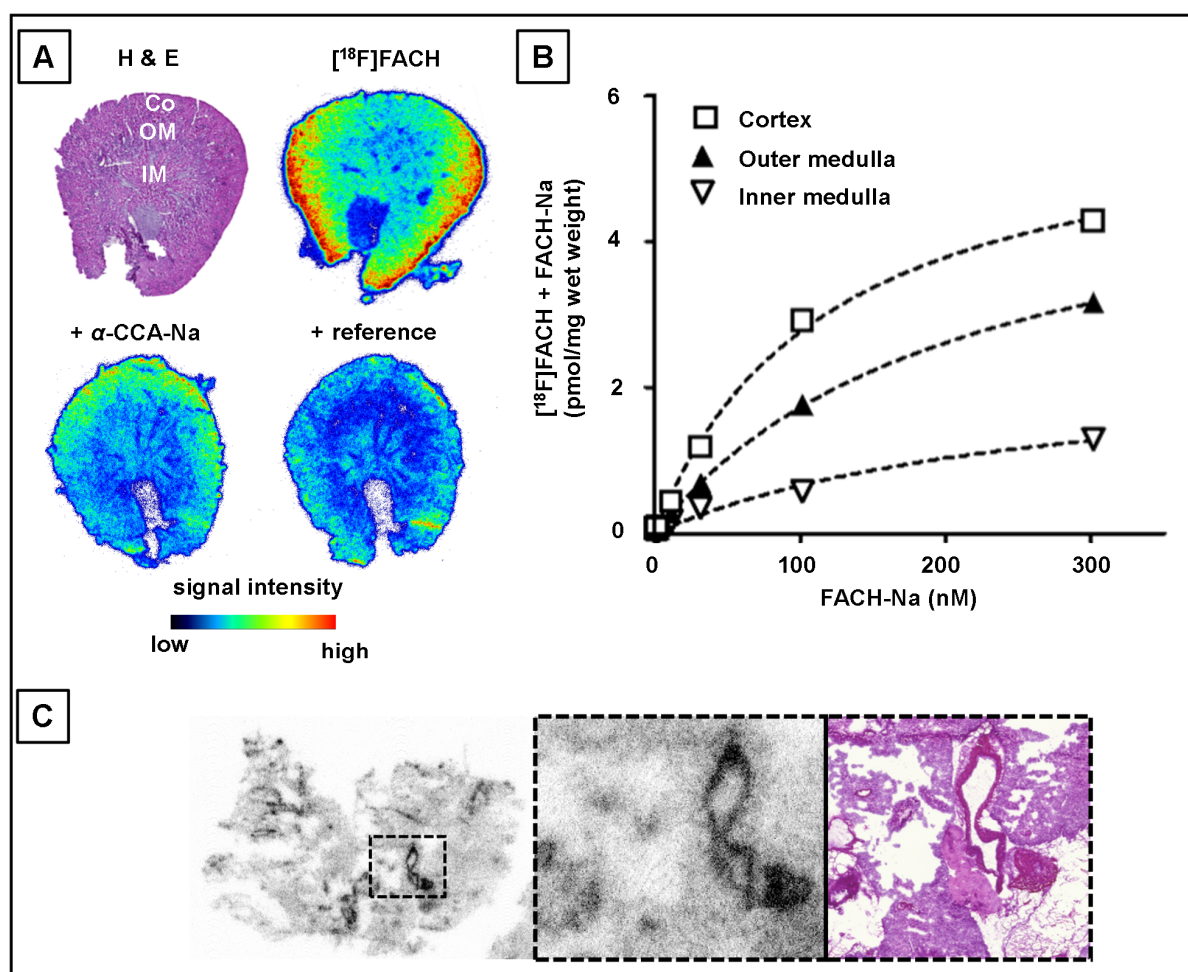 A
H & E
[¹⁸F]FACH
Co
OM
IM
+ α-CCA-Na
+ reference
signal intensity
low
high
B
[¹⁸F]FACH + FACH-Na
(pmol/mg wet weight)
6
4
2
0
Cortex
Outer medulla
Inner medulla
0
100
200
300
FACH-Na (nM)
C